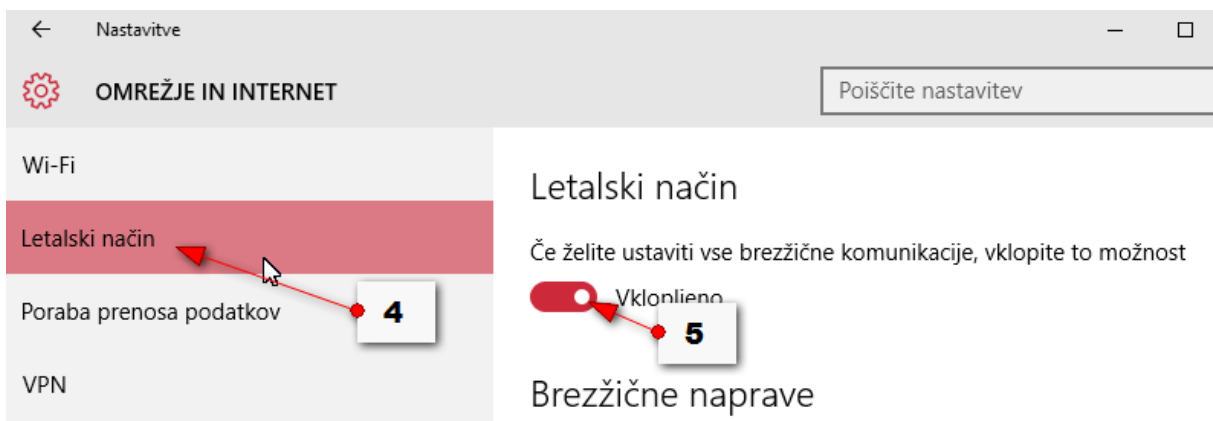 Nastavitve
OMREŽJE IN INTERNET
Poiščite nastavitev
Wi-Fi
Letalski način
Poraba prenosa podatkov
4
VPN
Letalski način
Če želite ustaviti vse brezžične komunikacije, vklopite to možnost
Vklopljeno
5
Brezžične naprave